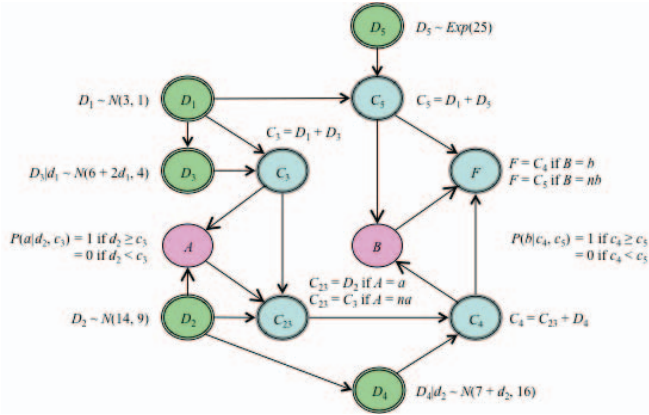 D5
D5 ~ Exp(25)
D1 ~ N(3, 1)
D1
C5
C5 = D1 + D5
C3 = D1 + D3
D3|d1 ~ N(6 + 2d1, 4)
D3
C3
F
F = C4 if B = b
F = C5 if B = nb
P(a|d2, c3) = 1 if d2 ≥ c3
= 0 if d2 < c3
A
B
P(b|c4, c5) = 1 if c4 ≥ c5
= 0 if c4 < c5
C23 = D2 if A = a
C23 = C3 if A = na
D2 ~ N(14, 9)
D2
C23
C4
C4 = C23 + D4
D4
D4|d2 ~ N(7 + d2, 16)